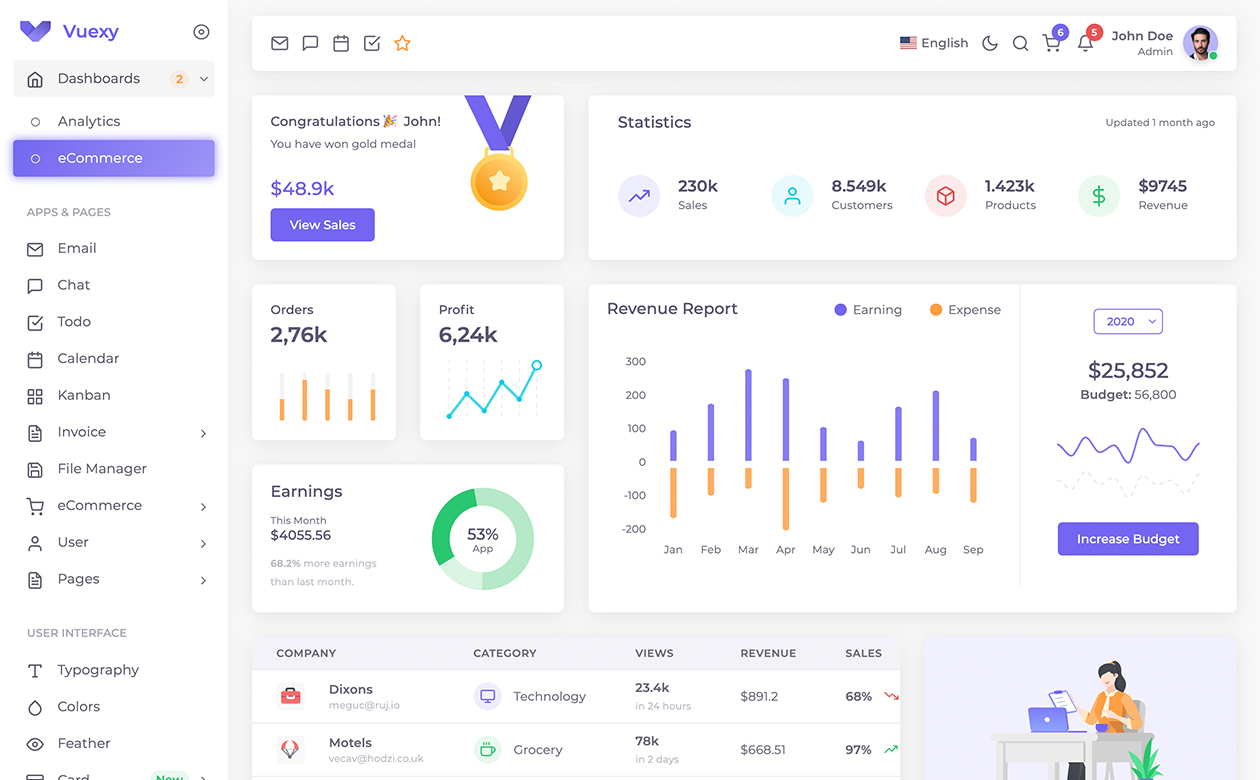 Vuexy
Dashboards 2
Analytics
eCommerce
APPS & PAGES
Email
Chat
Todo
Calendar
Kanban
Invoice
File Manager
eCommerce
User
Pages
USER INTERFACE
Typography
Colors
Feather
Card New
English
6
5
John Doe
Admin
Congratulations 🎉 John!
You have won gold medal
$48.9k
View Sales
Statistics
Updated 1 month ago
230k
Sales
8.549k
Customers
1.423k
Products
$9745
Revenue
Orders
2,76k
Profit
6,24k
Earnings
This Month
$4055.56
68.2% more earnings
than last month.
53%
App
Revenue Report
Earning
Expense
300
200
100
0
-100
-200
Jan Feb Mar Apr May Jun Jul Aug Sep
2020
$25,852
Budget: 56,800
Increase Budget
COMPANY CATEGORY VIEWS REVENUE SALES
Dixons
meguc@ruj.io
Technology
23.4k
in 24 hours
$891.2
68%
Motels
vecav@hodzi.co.uk
Grocery
78k
in 2 days
$668.51
97%